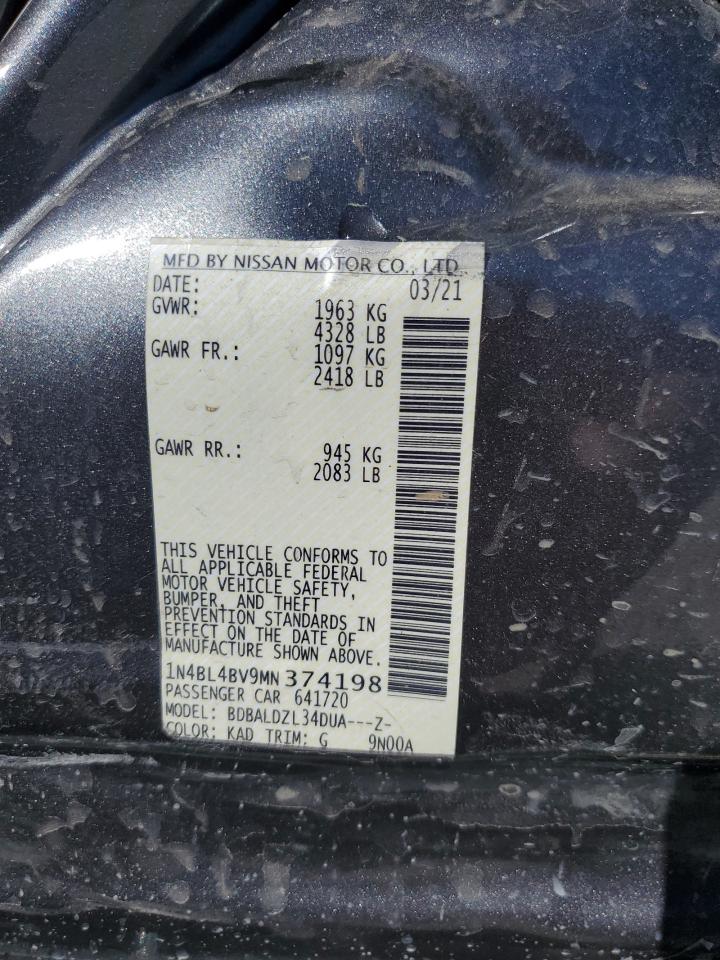 MFD BY NISSAN MOTOR CO., LTD
DATE: 03/21
GVWR: 1963 KG
4328 LB
GAWR FR.: 1097 KG
2418 LB
GAWR RR.: 945 KG
2083 LB
THIS VEHICLE CONFORMS TO
ALL APPLICABLE FEDERAL
MOTOR VEHICLE SAFETY,
BUMPER, AND THEFT
PREVENTION STANDARDS IN
EFFECT ON THE DATE OF
MANUFACTURE SHOWN ABOVE.
1N4BL4BV9MN374198
PASSENGER CAR 641720
MODEL: BDBALDZL34DUA---Z-
COLOR: KAD TRIM: G 9N00A